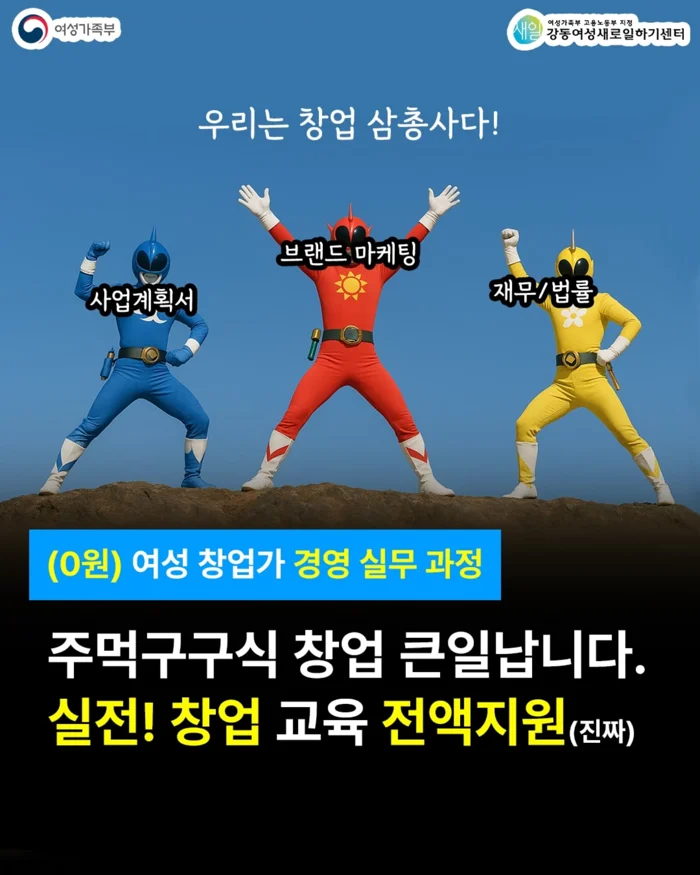 여성가족부
여성가족부 고용노동부 지정
새일 강동여성새로일하기센터
우리는 창업 삼총사다!
브랜드 마케팅
사업계획서
재무/법률
(0원) 여성 창업가 경영 실무 과정
주먹구구식 창업 큰일납니다.
실전! 창업 교육 전액지원(진짜)